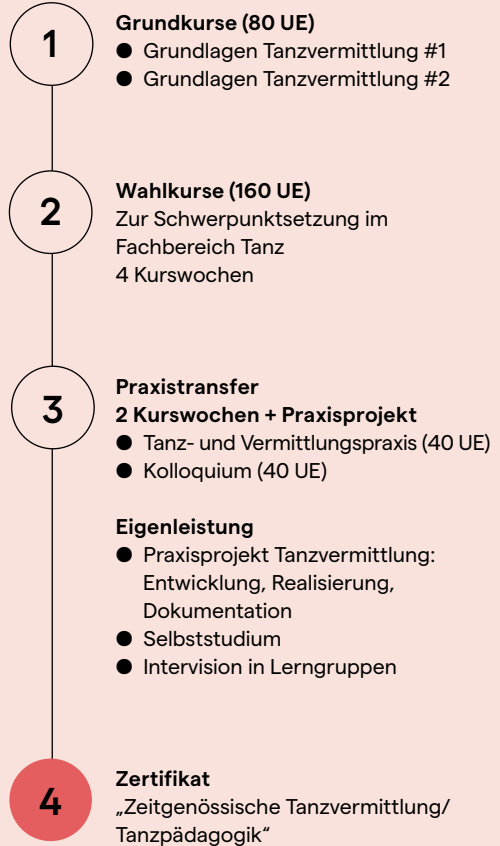 1
Grundkurse (80 UE)
● Grundlagen Tanzvermittlung #1
● Grundlagen Tanzvermittlung #2
2
Wahlkurse (160 UE)
Zur Schwerpunktsetzung im
Fachbereich Tanz
4 Kurswochen
3
Praxistransfer
2 Kurswochen + Praxisprojekt
● Tanz- und Vermittlungspraxis (40 UE)
● Kolloquium (40 UE)
Eigenleistung
● Praxisprojekt Tanzvermittlung:
Entwicklung, Realisierung,
Dokumentation
● Selbststudium
● Intervision in Lerngruppen
4
Zertifikat
„Zeitgenössische Tanzvermittlung/
Tanzpädagogik“